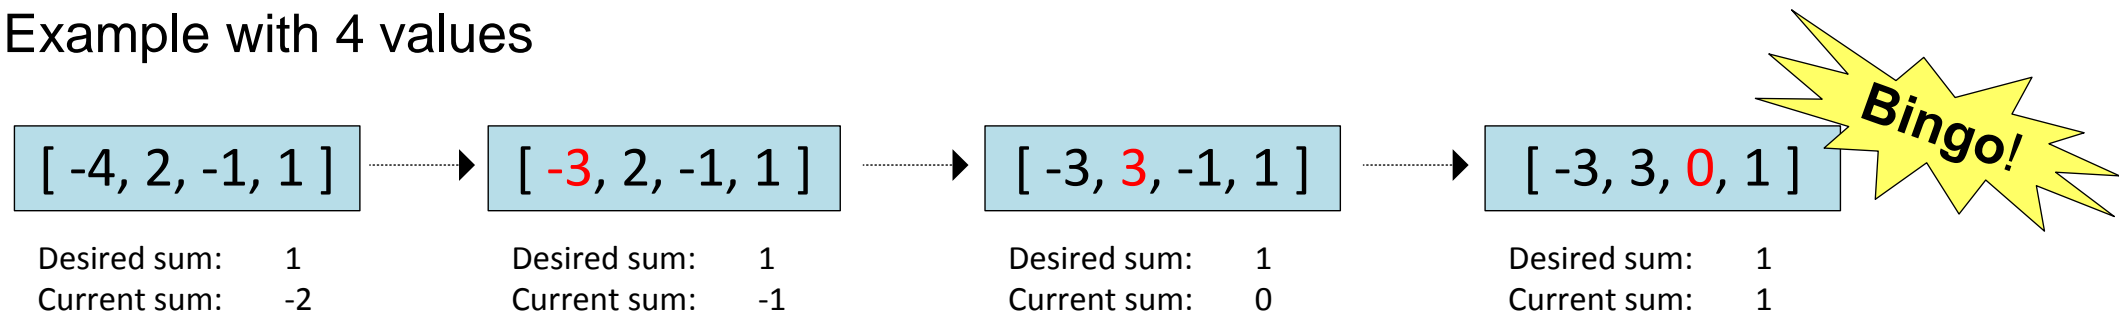 Example with 4 values
Bingo!
[ -4, 2, -1, 1 ]
[ -3, 2, -1, 1 ]
[ -3, 3, -1, 1 ]
[ -3, 3, 0, 1 ]
Desired sum: 1
Current sum: -2
Desired sum: 1
Current sum: -1
Desired sum: 1
Current sum: 0
Desired sum: 1
Current sum: 1